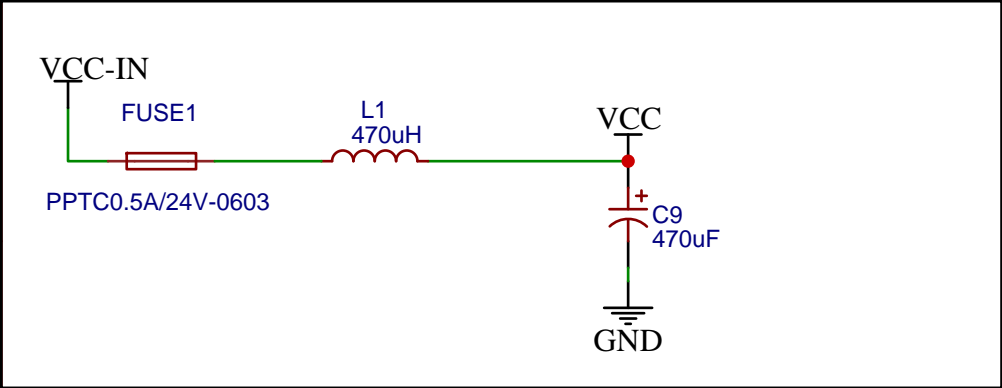 VCC-IN
FUSE1
PPTC0.5A/24V-0603
L1
470uH
VCC
+
C9
470uF
GND